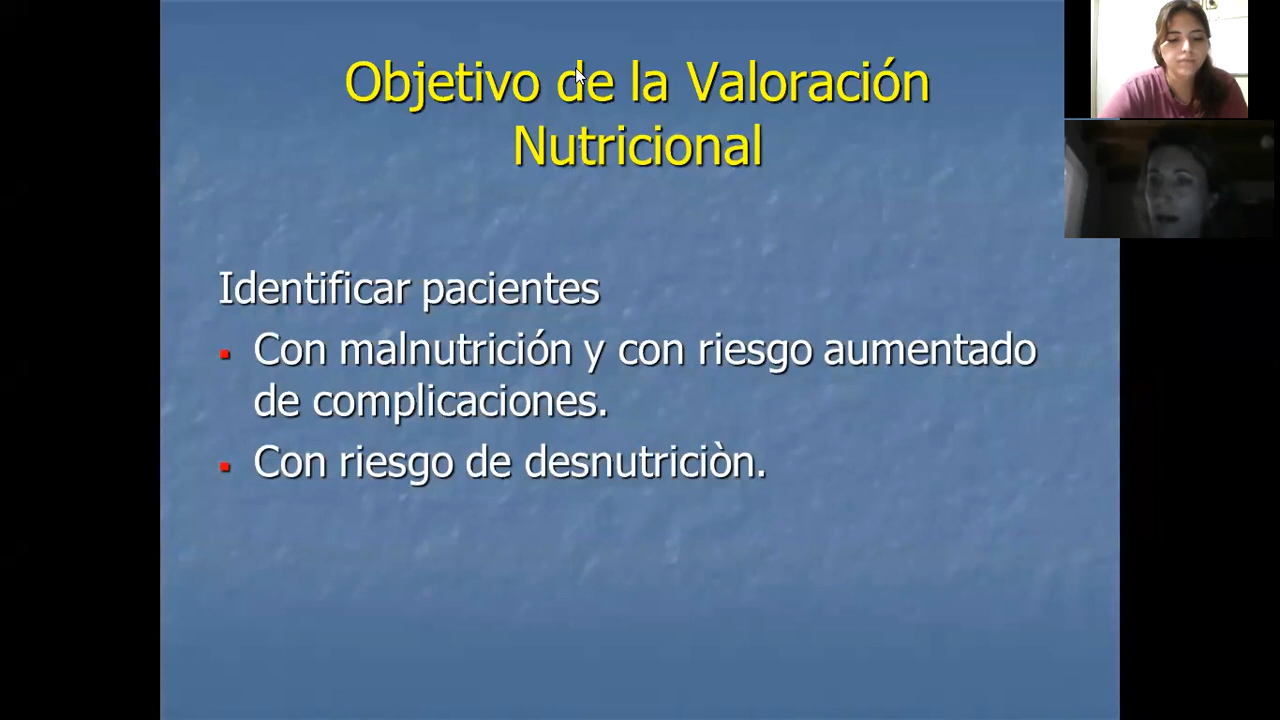 Objetivo de la Valoración
Nutricional
Identificar pacientes
▪ Con malnutrición y con riesgo aumentado
de complicaciones.
▪ Con riesgo de desnutriciòn.